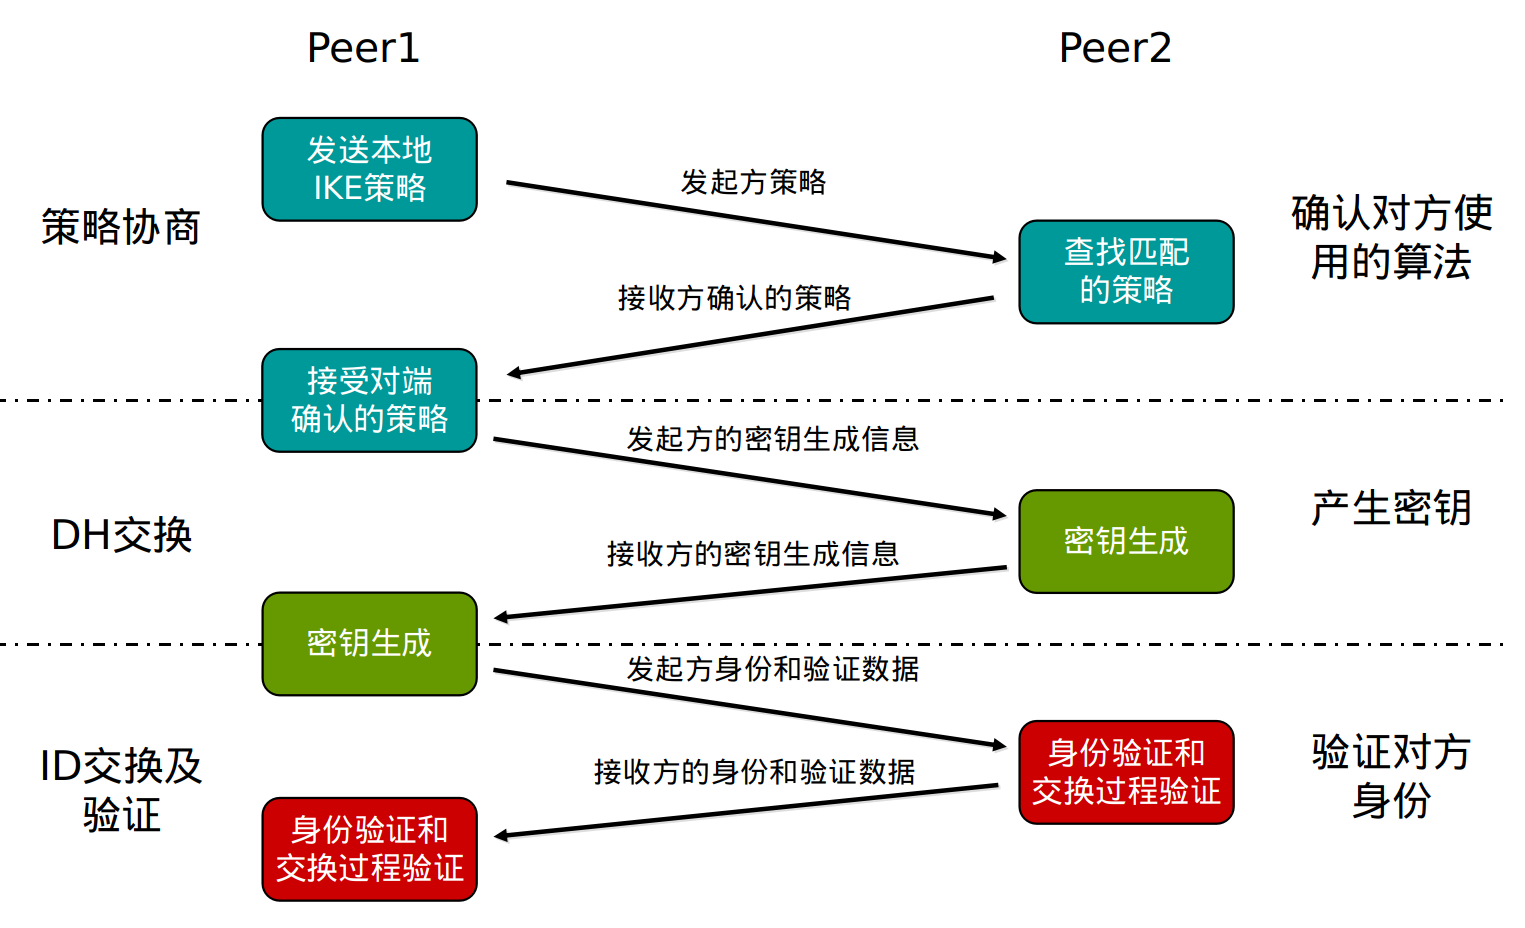 Peer1
Peer2
发送本地
IKE策略
发起方策略
策略协商
确认对方使
用的算法
查找匹配
的策略
接收方确认的策略
接受对端
确认的策略
发起方的密钥生成信息
DH交换
产生密钥
密钥生成
接收方的密钥生成信息
密钥生成
发起方身份和验证数据
ID交换及
验证
验证对方
身份
身份验证和
交换过程验证
接收方的身份和验证数据
身份验证和
交换过程验证